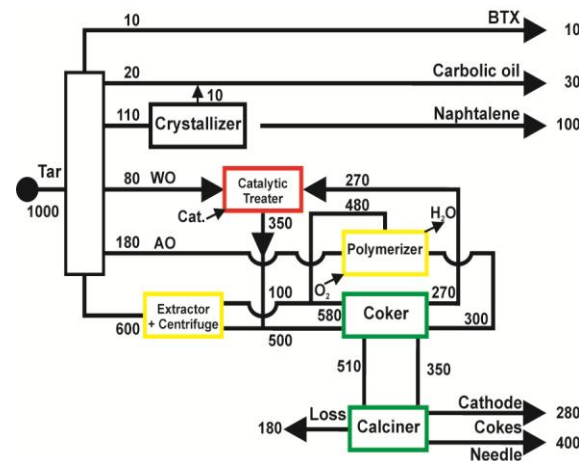 10
BTX
10
20
Carbolic oil
30
10
110
Crystallizer
Naphtalene
100
Tar
1000
80
WO
Catalytic
Treater
270
Cat.
350
480
H2O
180
AO
Polymerizer
O2
100
270
600
Extractor
+ Centrifuge
580
Coker
300
500
510
350
Loss
180
Calciner
Cathode
280
Cokes
400
Needle